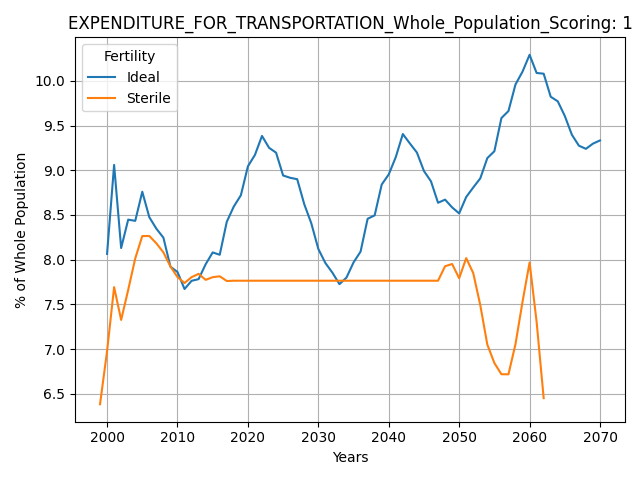 EXPENDITURE_FOR_TRANSPORTATION_Whole_Population_Scoring: 1
Fertility
Ideal
Sterile
% of Whole Population
10.0
9.5
9.0
8.5
8.0
7.5
7.0
6.5
2000 2010 2020 2030 2040 2050 2060 2070
Years